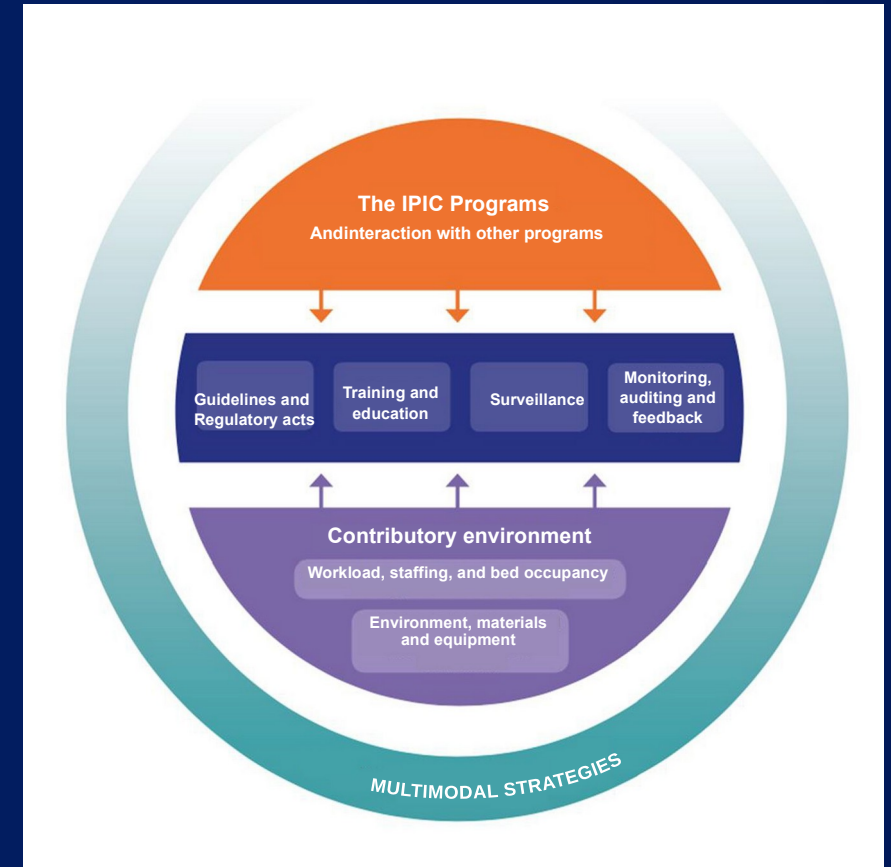 The IPIC Programs
Andinteraction with other programs
Guidelines and
Regulatory acts
Training and
education
Surveillance
Monitoring,
auditing and
feedback
Contributory environment
Workload, staffing, and bed occupancy
Environment, materials
and equipment
MULTIMODAL STRATEGIES